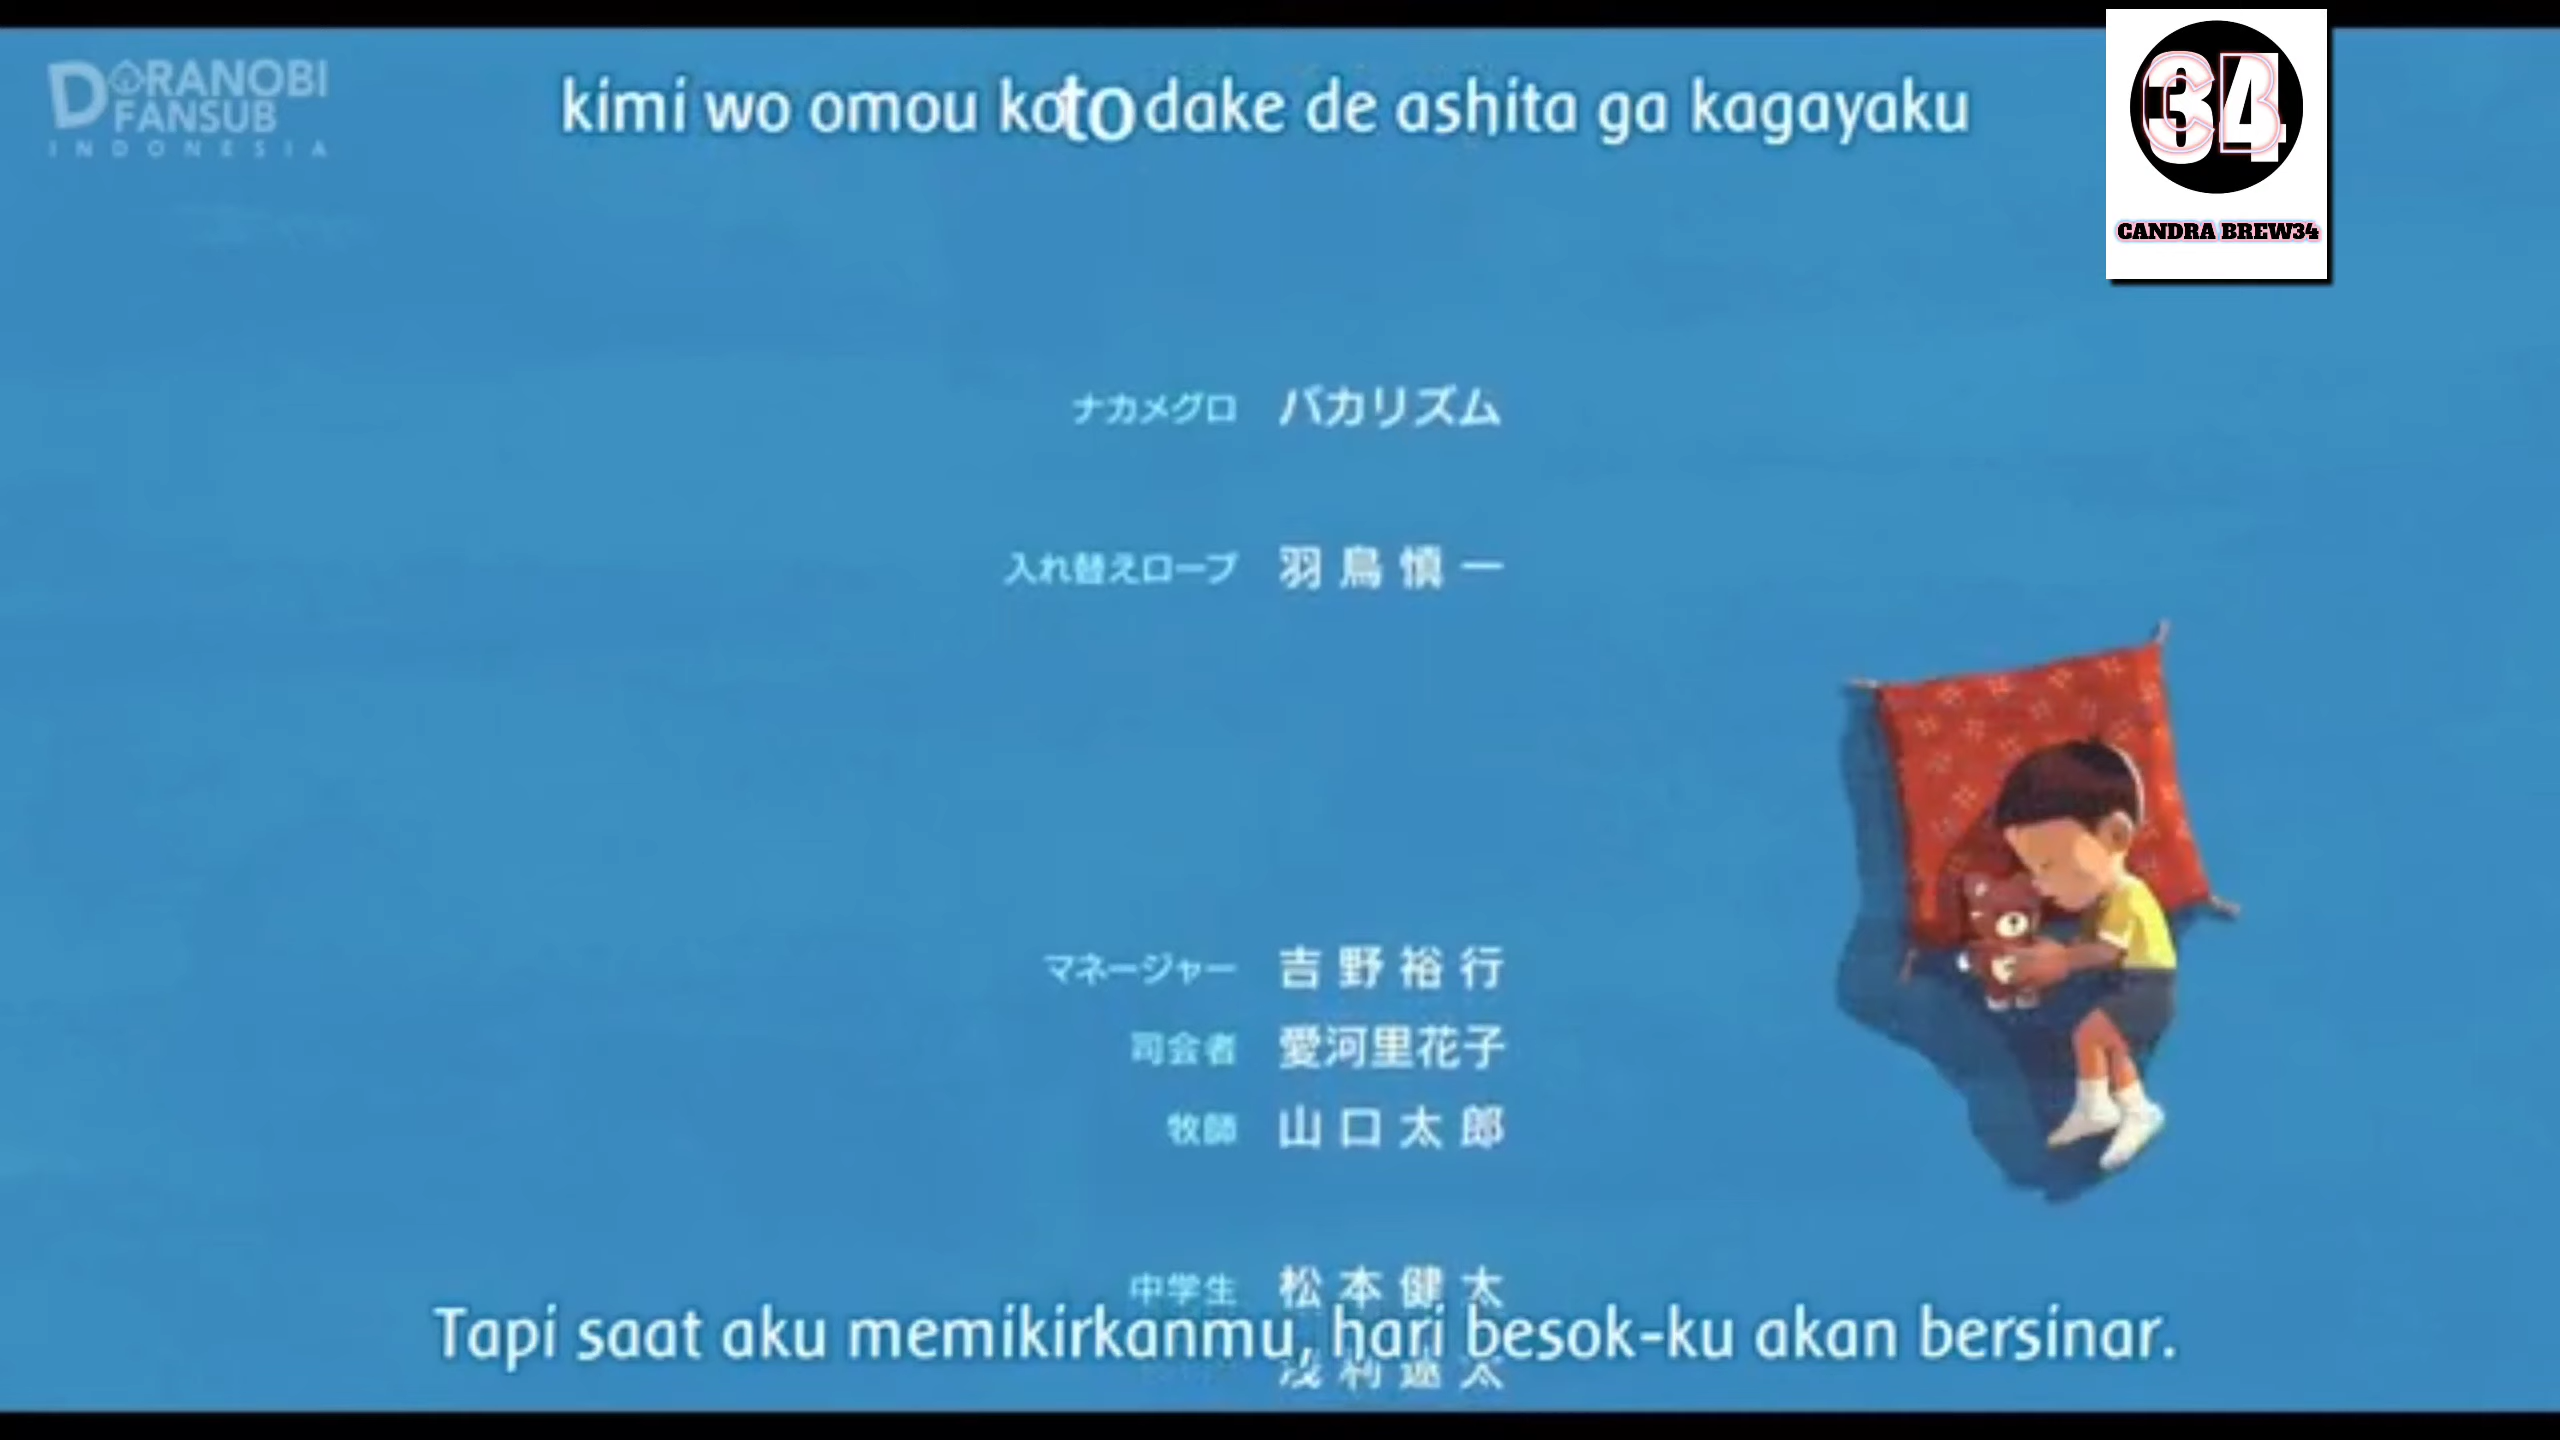 DORANOBI
FANSUB
INDONESIA
kimi wo omou koto dake de ashita ga kagayaku
34
CANDRA BREW34
ナカメグロ バカリズム
入れ替えロープ 羽鳥慎一
マネージャー 吉野裕行
司会者 愛河里花子
牧師 山口太郎
中学生 松本健太
Tapi saat aku memikirkanmu, hari besok-ku akan bersinar.
太